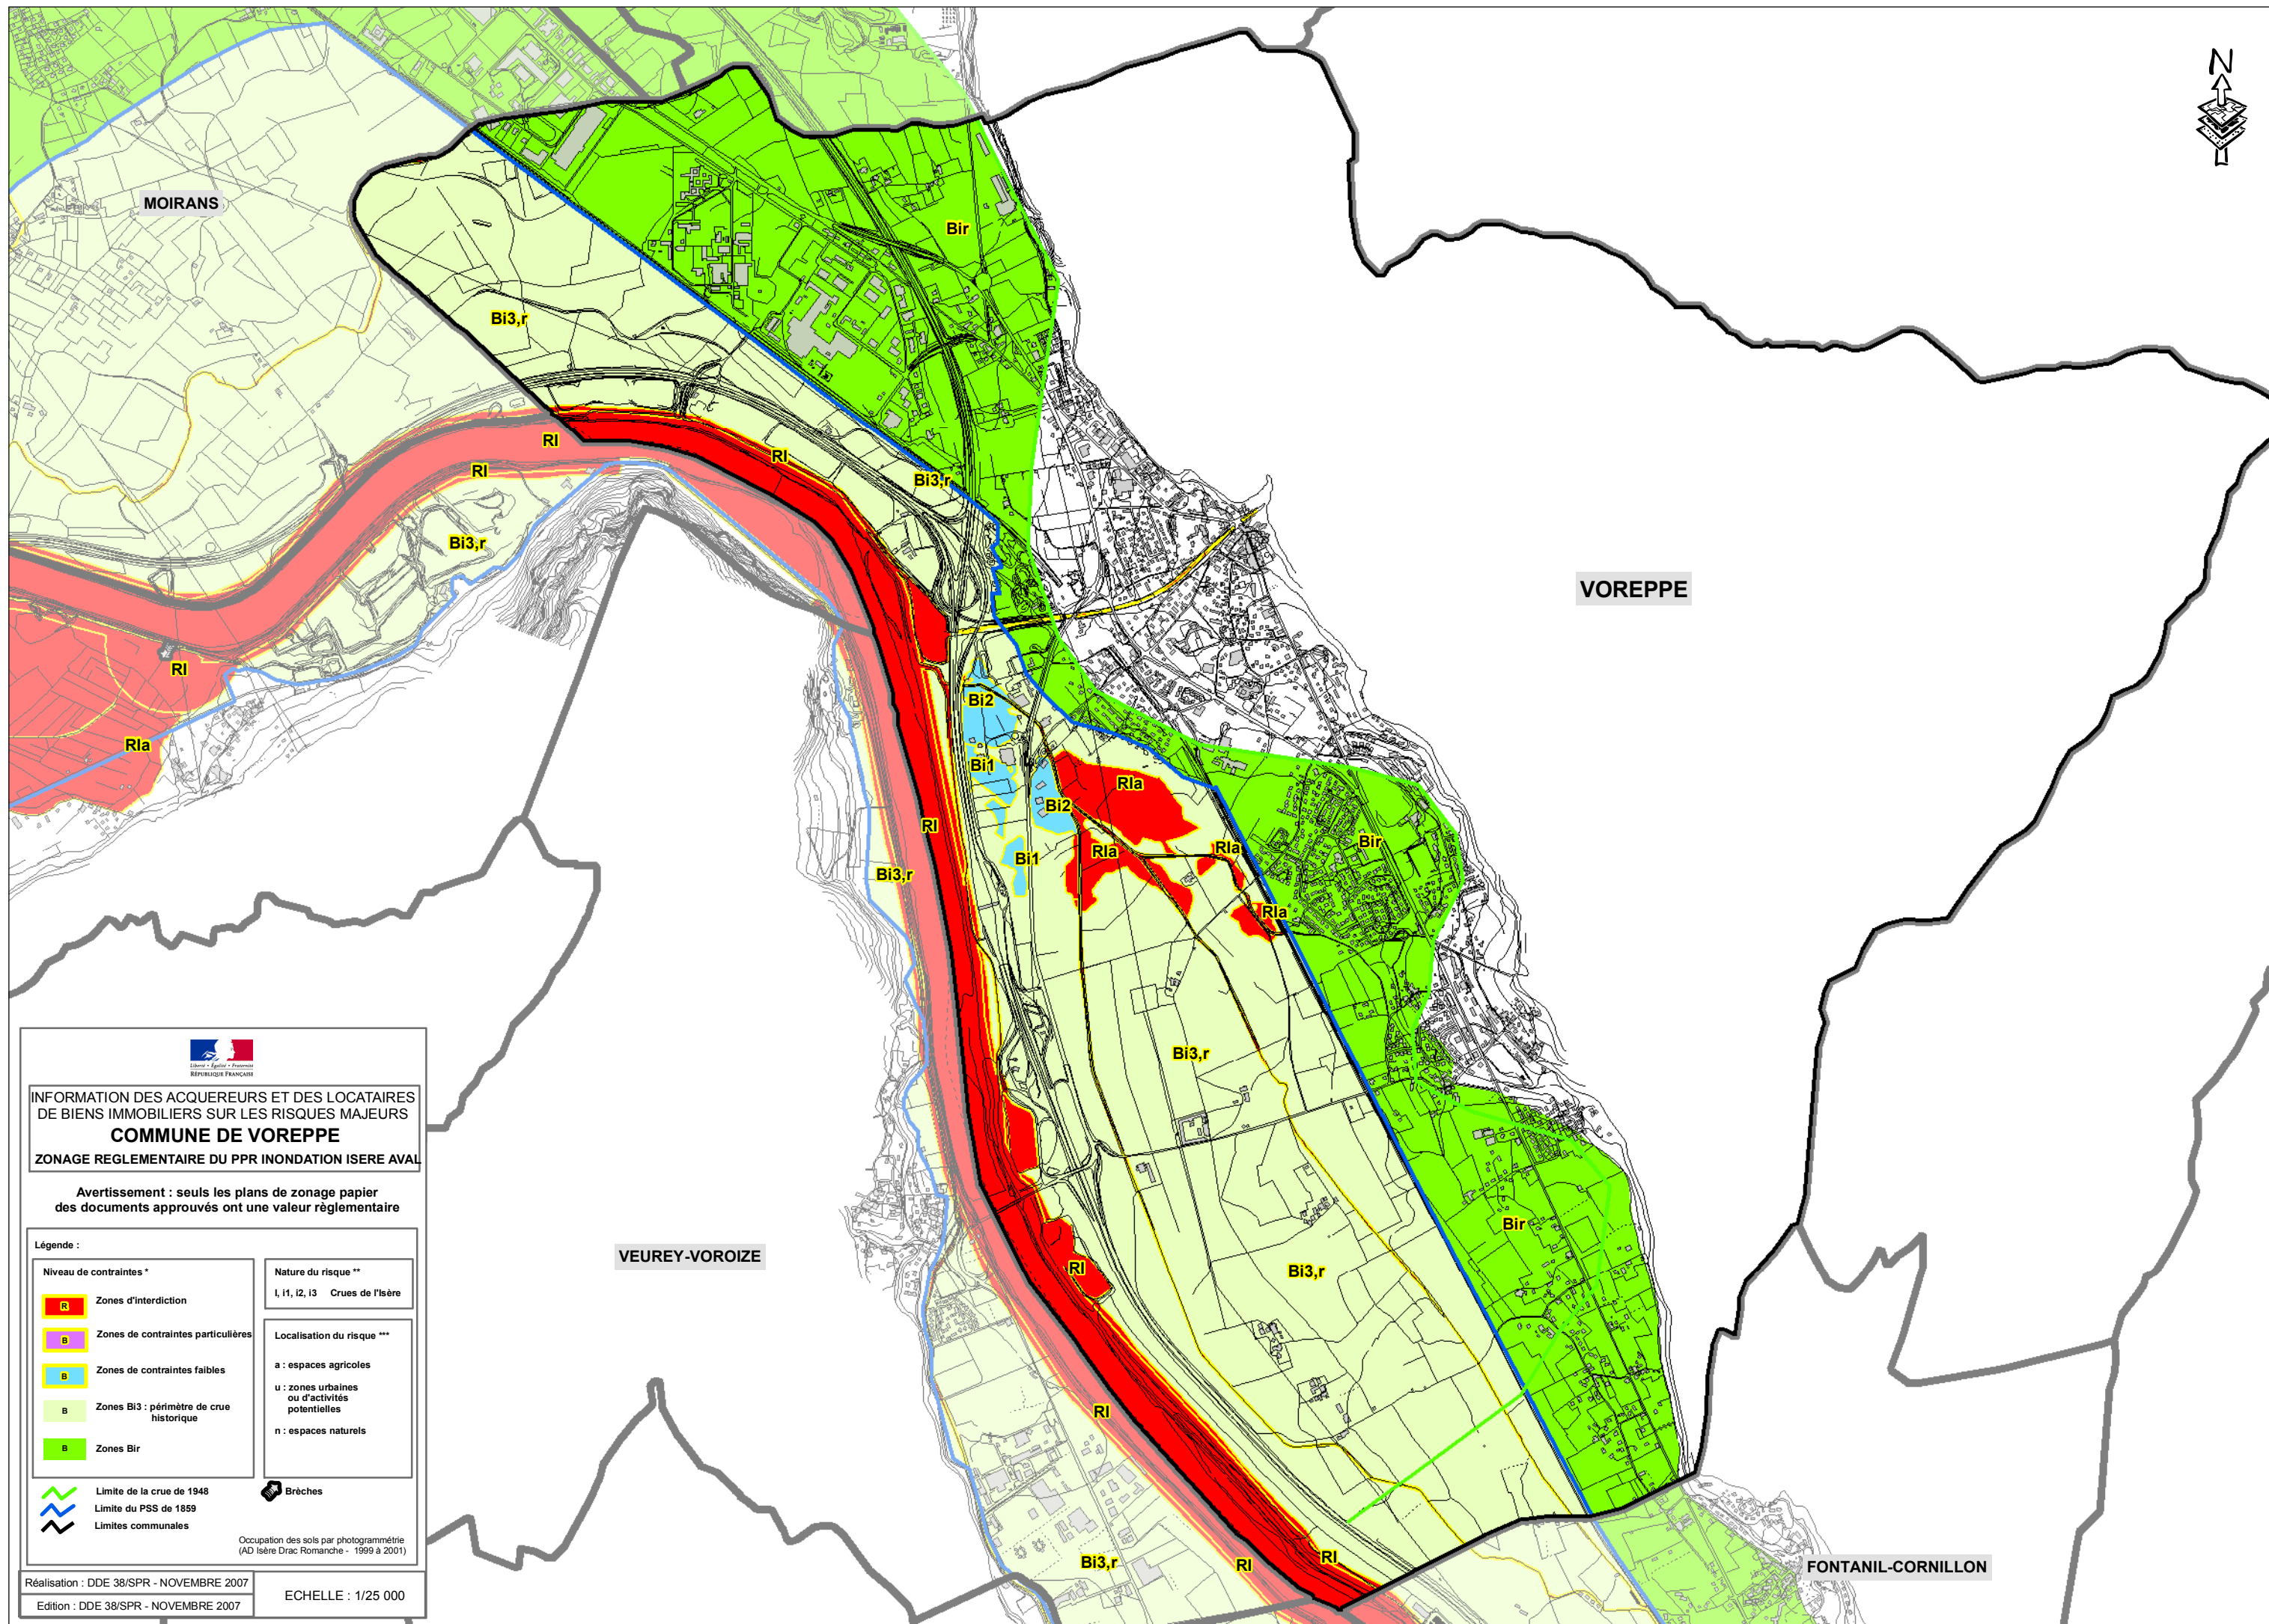 N
MOIRANS
Bir
Bi3,r
RI
RI
RI
Bi3,r
Bi3,r
VOREPPE
RI
RIa
Bi2
Bi1
RIa
Bi2
RI
Bir
RIa
RIa
Bi1
Bi3,r
RIa
Bi3,r
Bir
VEUREY-VOROIZE
RI
Bi3,r
RI
Bi3,r
RI
RI
FONTANIL-CORNILLON
Liberté • Égalité • Fraternité
RÉPUBLIQUE FRANÇAISE
INFORMATION DES ACQUEREURS ET DES LOCATAIRES
DE BIENS IMMOBILIERS SUR LES RISQUES MAJEURS
COMMUNE DE VOREPPE
ZONAGE REGLEMENTAIRE DU PPR INONDATION ISERE AVAL
Avertissement : seuls les plans de zonage papier
des documents approuvés ont une valeur règlementaire
Légende :
Niveau de contraintes *
R Zones d'interdiction
B Zones de contraintes particulières
B Zones de contraintes faibles
B Zones Bi3 : périmètre de crue
historique
B Zones Bir
Nature du risque **
I, i1, i2, i3 Crues de l'Isère
Localisation du risque ***
a : espaces agricoles
u : zones urbaines
ou d'activités
potentielles
n : espaces naturels
Limite de la crue de 1948
Limite du PSS de 1859
Limites communales
Brèches
Occupation des sols par photogrammétrie
(AD Isère Drac Romanche - 1999 à 2001)
Réalisation : DDE 38/SPR - NOVEMBRE 2007
Edition : DDE 38/SPR - NOVEMBRE 2007
ECHELLE : 1/25 000